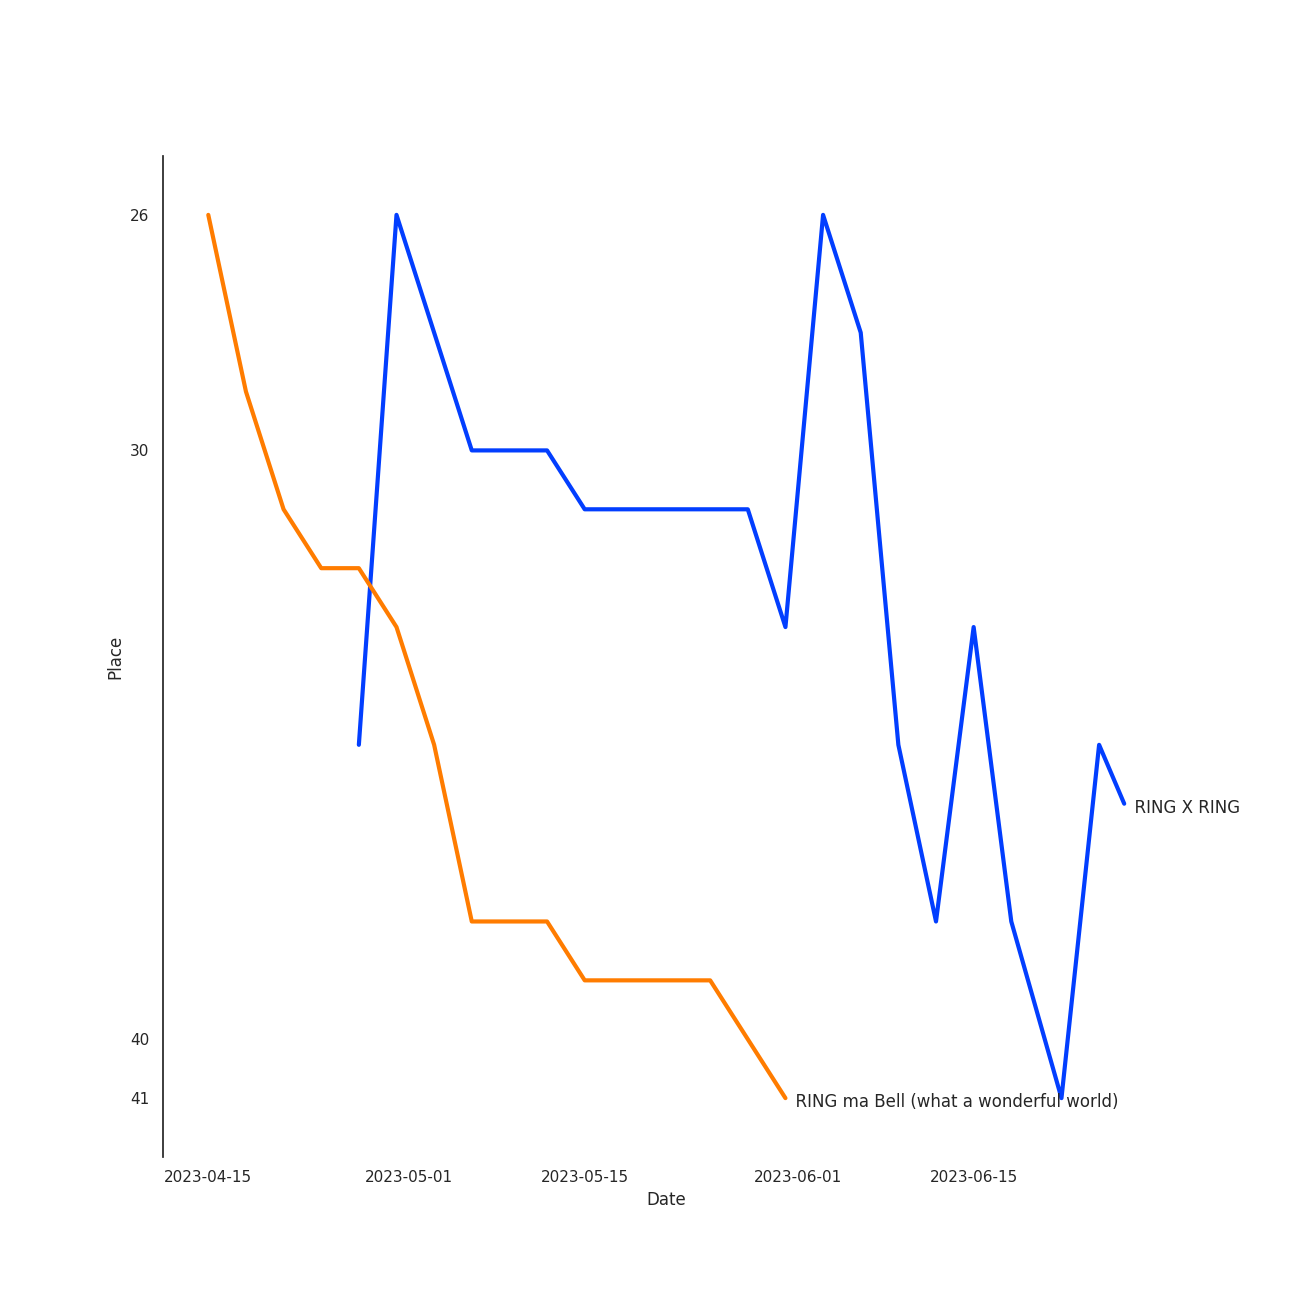 26
30
Place
RING X RING
40
41
RING ma Bell (what a wonderful world)
2023-04-15
2023-05-01
2023-05-15
2023-06-01
2023-06-15
Date